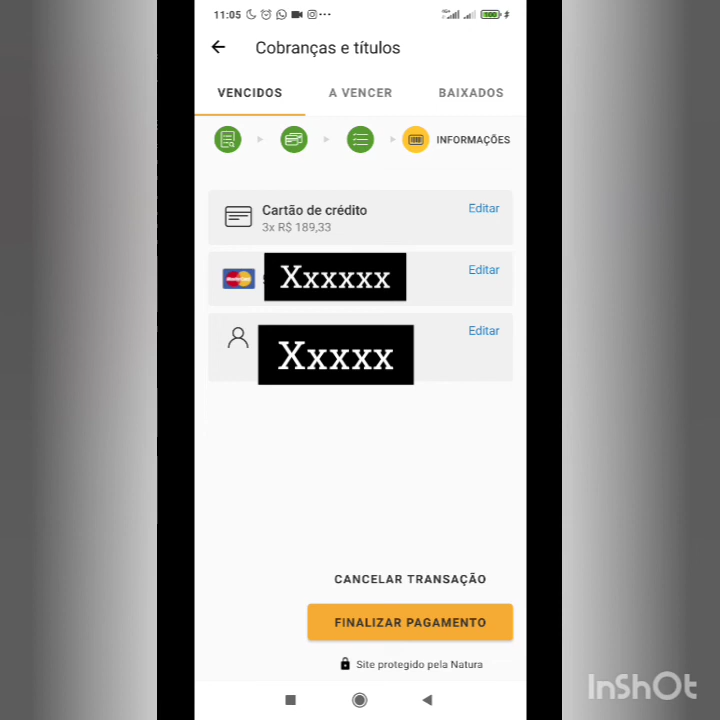 11:05
Cobranças e títulos
VENCIDOS A VENCER BAIXADOS
INFORMAÇÕES
Cartão de crédito
Editar
3x R$ 189,33
Xxxxxx
Editar
Xxxxx
Editar
CANCELAR TRANSAÇÃO
FINALIZAR PAGAMENTO
Site protegido pela Natura
InShOt